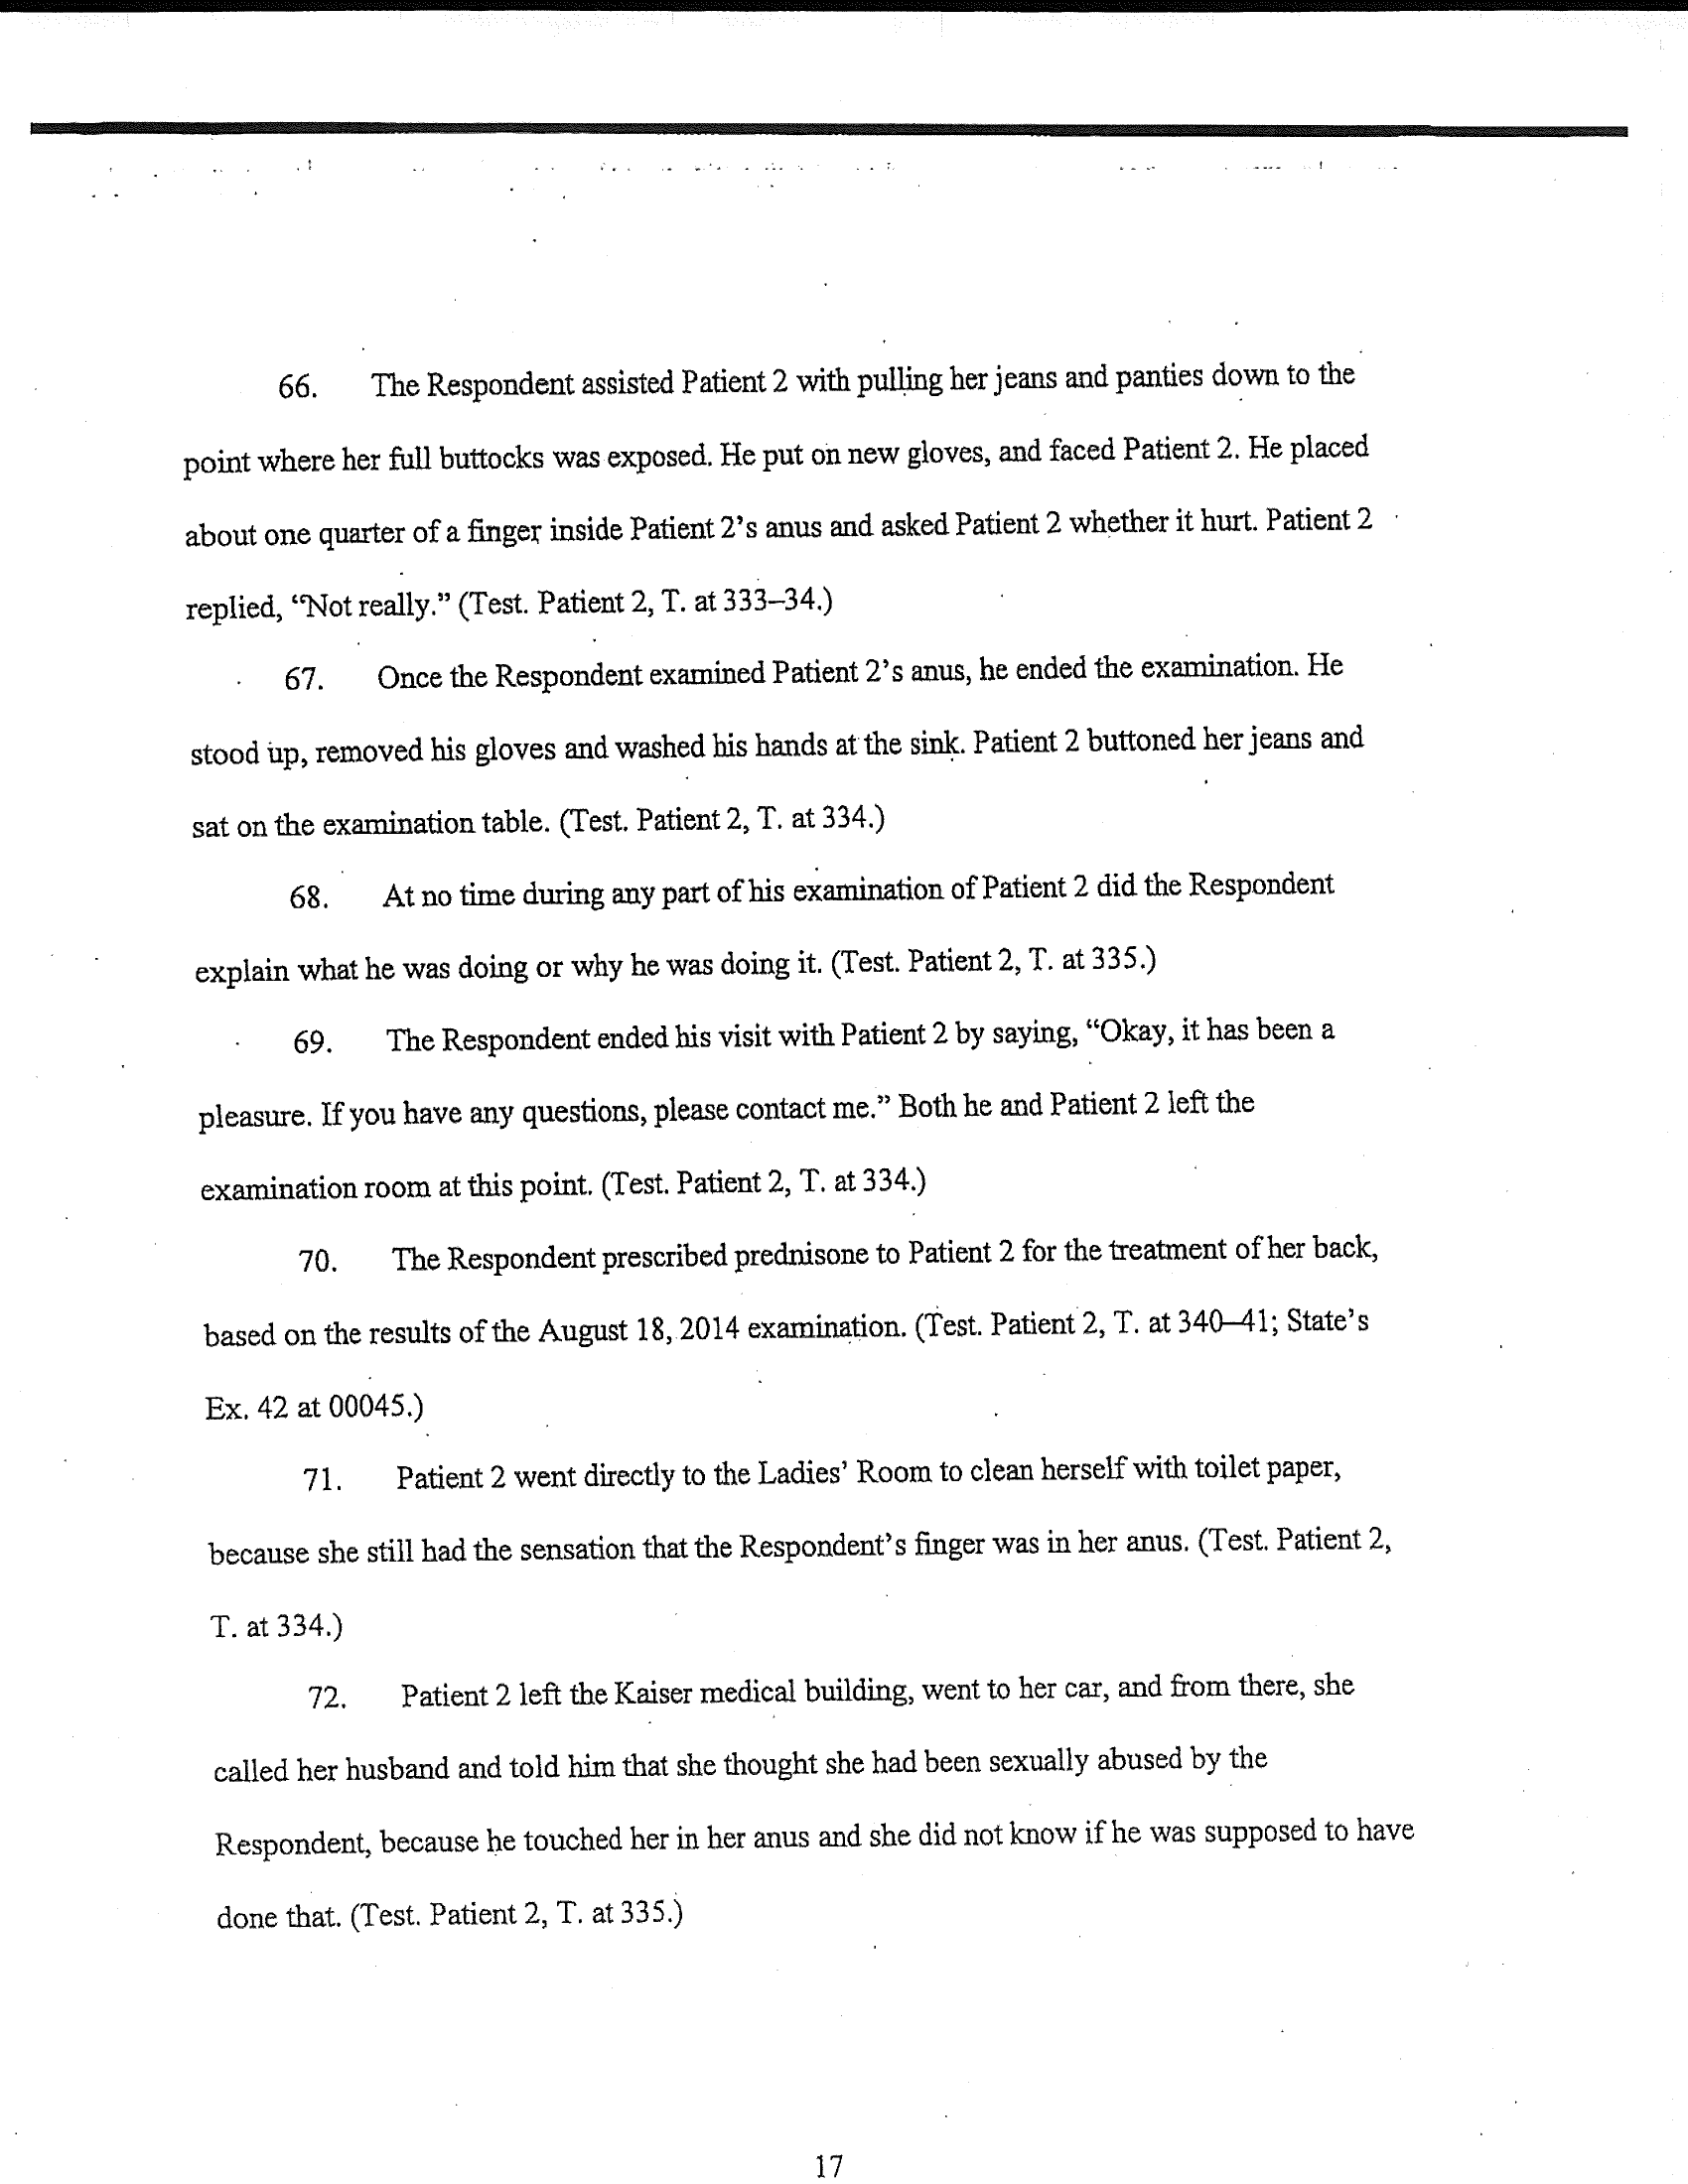 66. The Respondent assisted Patient 2 with pulling her jeans and panties down to the
point where her full buttocks was exposed. He put on new gloves, and faced Patient 2. He placed
about one quarter of a finger inside Patient 2's anus and asked Patient 2 whether it hurt. Patient 2
replied, “Not really.” (Test. Patient 2, T. at 333–34.)
67. Once the Respondent examined Patient 2's anus, he ended the examination. He
stood up, removed his gloves and washed his hands at the sink. Patient 2 buttoned her jeans and
sat on the examination table. (Test. Patient 2, T. at 334.)
68. At no time during any part of his examination of Patient 2 did the Respondent
explain what he was doing or why he was doing it. (Test. Patient 2, T. at 335.)
69. The Respondent ended his visit with Patient 2 by saying, “Okay, it has been a
pleasure. If you have any questions, please contact me.” Both he and Patient 2 left the
examination room at this point. (Test. Patient 2, T. at 334.)
70. The Respondent prescribed prednisone to Patient 2 for the treatment of her back,
based on the results of the August 18, 2014 examination. (Test. Patient 2, T. at 340–41; State's
Ex. 42 at 00045.)
71. Patient 2 went directly to the Ladies' Room to clean herself with toilet paper,
because she still had the sensation that the Respondent's finger was in her anus. (Test. Patient 2,
T. at 334.)
72. Patient 2 left the Kaiser medical building, went to her car, and from there, she
called her husband and told him that she thought she had been sexually abused by the
Respondent, because he touched her in her anus and she did not know if he was supposed to have
done that. (Test. Patient 2, T. at 335.)
17